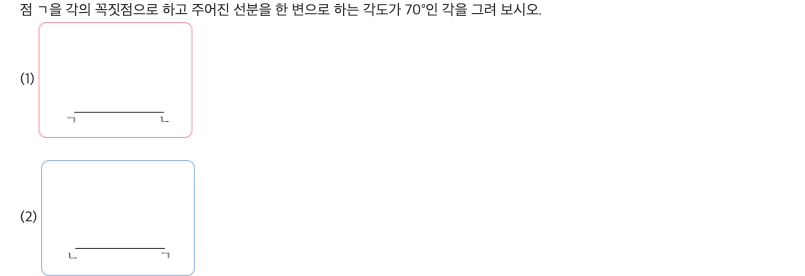 점 ㄱ을 각의 꼭짓점으로 하고 주어진 선분을 한 변으로 하는 각도가 70°인 각을 그려 보시오.
(1)
ㄱ ㄴ
(2)
ㄴ ㄱ